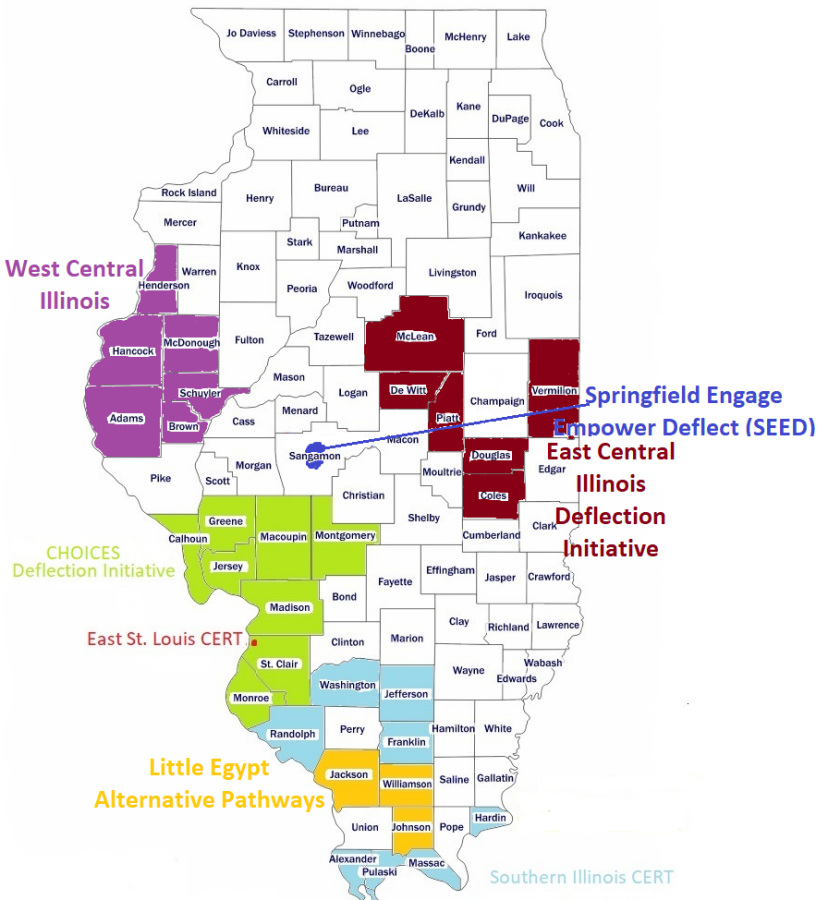 Jo Daviess
Stephenson
Winnebago
Boone
McHenry
Lake
Carroll
Ogle
DeKalb
Kane
DuPage
Cook
Whiteside
Lee
Kendall
Will
Rock Island
Henry
Bureau
LaSalle
Grundy
Mercer
Putnam
Kankakee
Stark
Marshall
West Central
Illinois
Henderson
Warren
Knox
Peoria
Woodford
Livingston
Iroquois
Hancock
McDonough
Fulton
Tazewell
McLean
Ford
Schuyler
Mason
Logan
De Witt
Champaign
Vermilion
Adams
Brown
Cass
Menard
Piatt
Springfield Engage
Empower Deflect (SEED)
Sangamon
Macon
Douglas
East Central
Illinois
Deflection
Initiative
Edgar
Pike
Scott
Morgan
Christian
Moultrie
Coles
Calhoun
Greene
Macoupin
Montgomery
Shelby
Cumberland
Clark
CHOICES
Deflection Initiative
Jersey
Fayette
Effingham
Jasper
Crawford
Madison
Bond
Clay
Richland
Lawrence
East St. Louis CERT
St. Clair
Clinton
Marion
Wayne
Edwards
Wabash
Monroe
Washington
Jefferson
Randolph
Perry
Franklin
Hamilton
White
Little Egypt
Alternative Pathways
Jackson
Williamson
Saline
Gallatin
Union
Johnson
Pope
Hardin
Alexander
Pulaski
Massac
Southern Illinois CERT